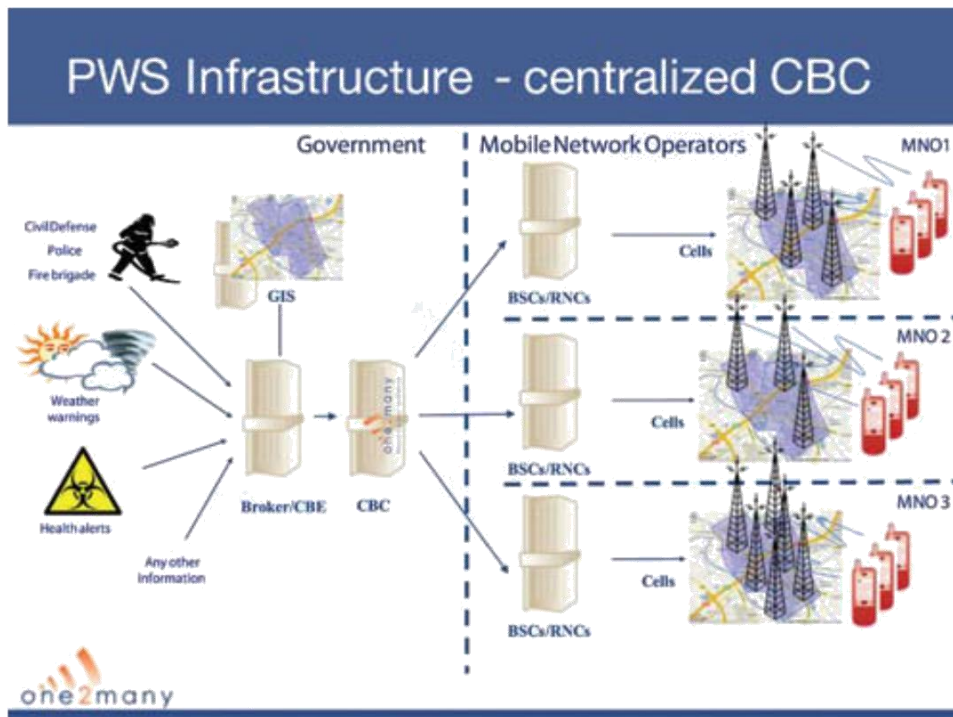 PWS Infrastructure - centralized CBC
Government
Mobile Network Operators
MNO1
Civil Defense
Police
Fire brigade
GIS
Cells
BSCs/RNCs
MNO 2
Weather
warnings
one2many
Cells
BSCs/RNCs
Broker/CBE
CBC
MNO 3
Health alerts
Any other
Information
Cells
BSCs/RNCs
one2many